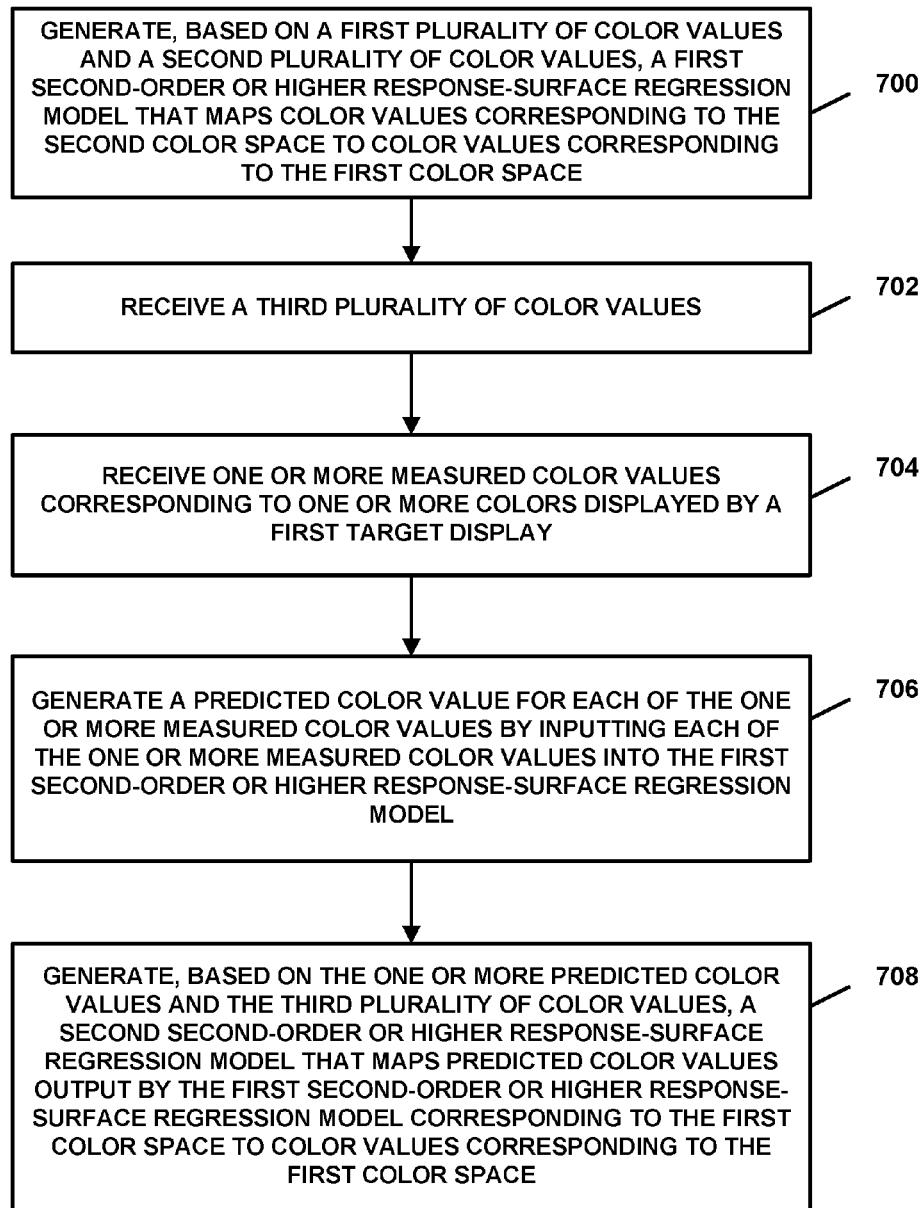 GENERATE, BASED ON A FIRST PLURALITY OF COLOR VALUES
AND A SECOND PLURALITY OF COLOR VALUES, A FIRST
SECOND-ORDER OR HIGHER RESPONSE-SURFACE REGRESSION
MODEL THAT MAPS COLOR VALUES CORRESPONDING TO THE
SECOND COLOR SPACE TO COLOR VALUES CORRESPONDING
TO THE FIRST COLOR SPACE
700
RECEIVE A THIRD PLURALITY OF COLOR VALUES
702
RECEIVE ONE OR MORE MEASURED COLOR VALUES
CORRESPONDING TO ONE OR MORE COLORS DISPLAYED BY A
FIRST TARGET DISPLAY
704
GENERATE A PREDICTED COLOR VALUE FOR EACH OF THE ONE
OR MORE MEASURED COLOR VALUES BY INPUTTING EACH OF
THE ONE OR MORE MEASURED COLOR VALUES INTO THE FIRST
SECOND-ORDER OR HIGHER RESPONSE-SURFACE REGRESSION
MODEL
706
GENERATE, BASED ON THE ONE OR MORE PREDICTED COLOR
VALUES AND THE THIRD PLURALITY OF COLOR VALUES, A
SECOND SECOND-ORDER OR HIGHER RESPONSE-SURFACE
REGRESSION MODEL THAT MAPS PREDICTED COLOR VALUES
OUTPUT BY THE FIRST SECOND-ORDER OR HIGHER RESPONSE-
SURFACE REGRESSION MODEL CORRESPONDING TO THE FIRST
COLOR SPACE TO COLOR VALUES CORRESPONDING TO THE
FIRST COLOR SPACE
708